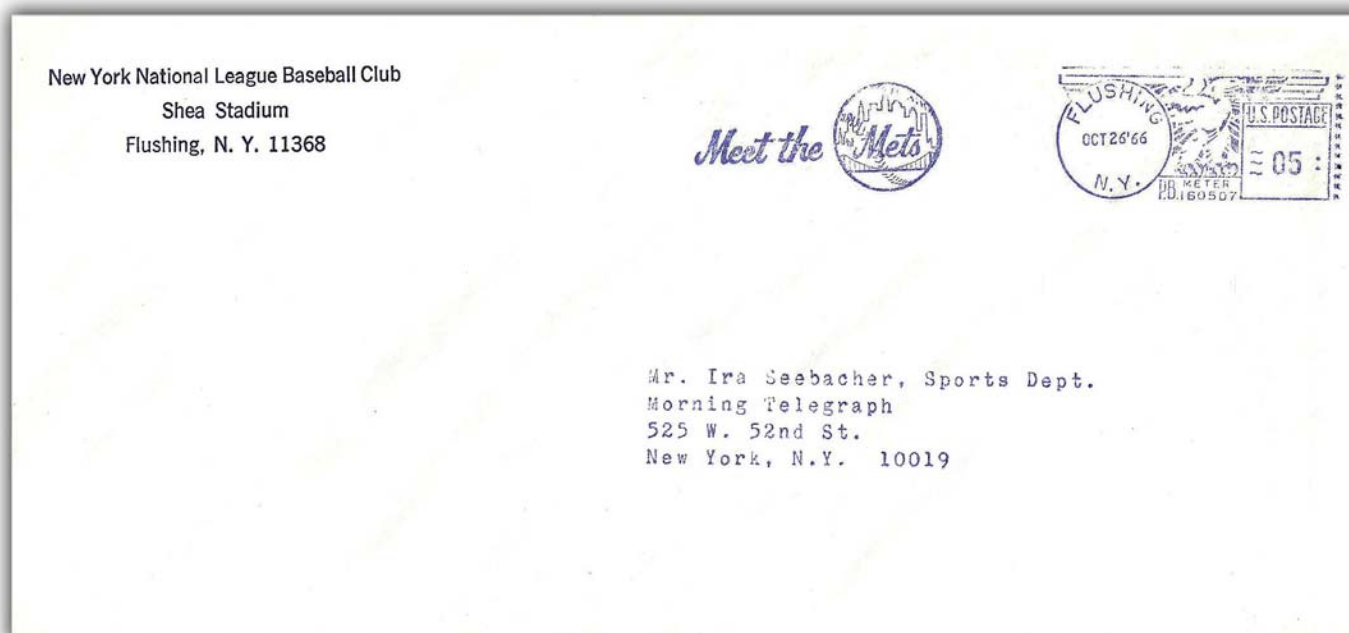 New York National League Baseball Club
Shea Stadium
Flushing, N. Y. 11368
Meet the Mets
FLUSHING
OCT 26 '66
N.Y.
U.S. POSTAGE
05
P.B. METER
160507
Mr. Ira Seebacher, Sports Dept.
Morning Telegraph
525 W. 52nd St.
New York, N.Y. 10019